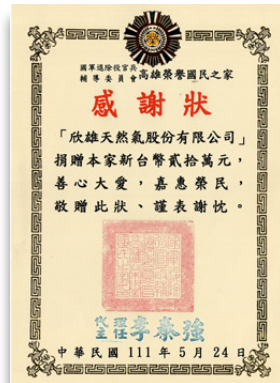 國軍退除役官兵
輔導委員會高雄榮譽國民之家
感謝狀
「欣雄天然氣股份有限公司」
捐贈本家新台幣貳拾萬元,
善心大愛,嘉惠榮民,
敬贈此狀、謹表謝忱。
代理
主任李泰強
中華民國111年5月24日